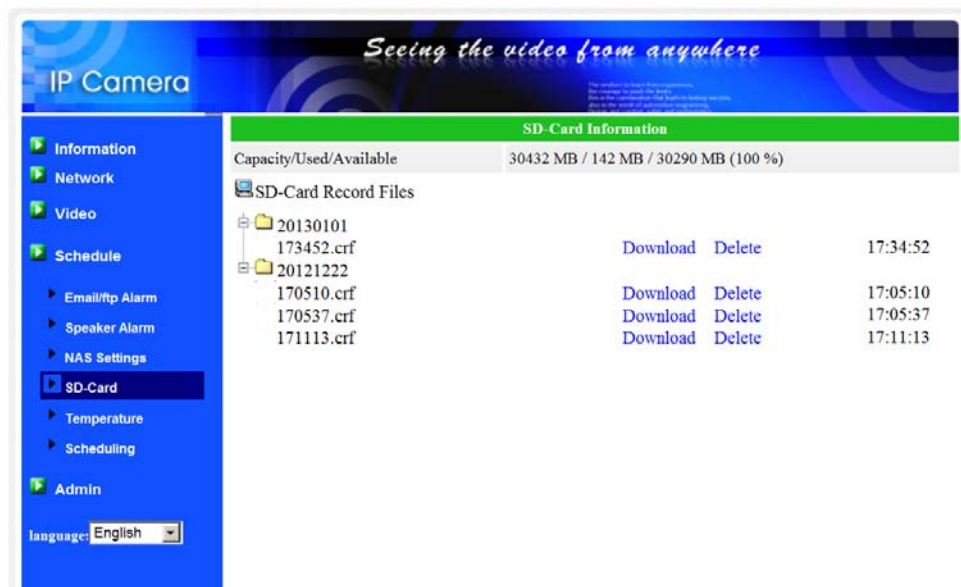 Seeing the video from anywhere
IP Camera
Information
Network
Video
Schedule
Email/ftp Alarm
Speaker Alarm
NAS Settings
SD-Card
Temperature
Scheduling
Admin
language: English
SD-Card Information
Capacity/Used/Available 30432 MB / 142 MB / 30290 MB (100 %)
SD-Card Record Files
20130101
173452.crf Download Delete 17:34:52
20121222
170510.crf Download Delete 17:05:10
170537.crf Download Delete 17:05:37
171113.crf Download Delete 17:11:13